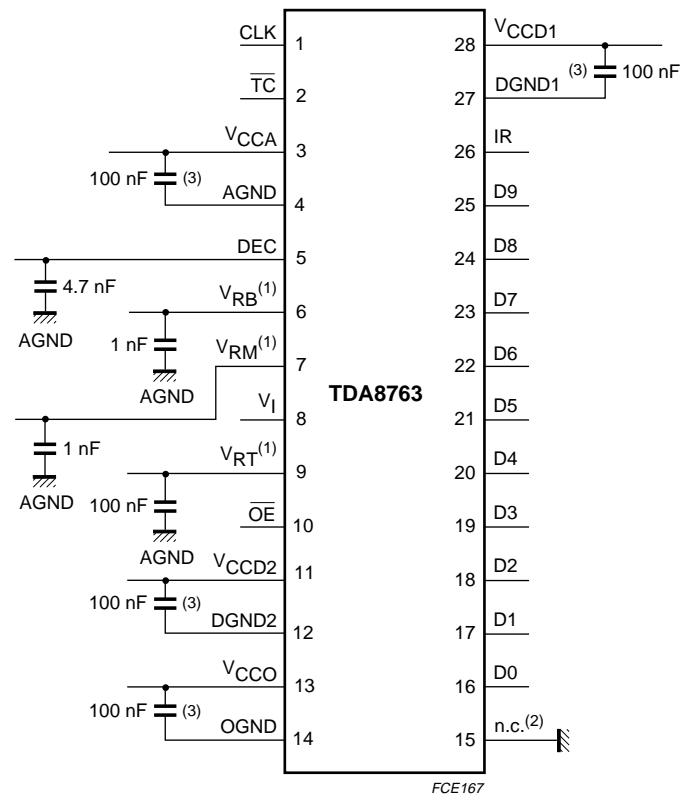 CLK 1
TC 2
VCCA 3
100 nF (3)
AGND 4
DEC 5
4.7 nF
AGND
VRB(1) 6
1 nF
AGND
VRM(1) 7
1 nF
AGND
VI 8
VRT(1) 9
100 nF
AGND
OE 10
VCCD2 11
100 nF (3)
DGND2 12
VCCO 13
100 nF (3)
OGND 14
TDA8763
28 VCCD1
(3) 100 nF
27 DGND1
26 IR
25 D9
24 D8
23 D7
22 D6
21 D5
20 D4
19 D3
18 D2
17 D1
16 D0
15 n.c.(2)
FCE167